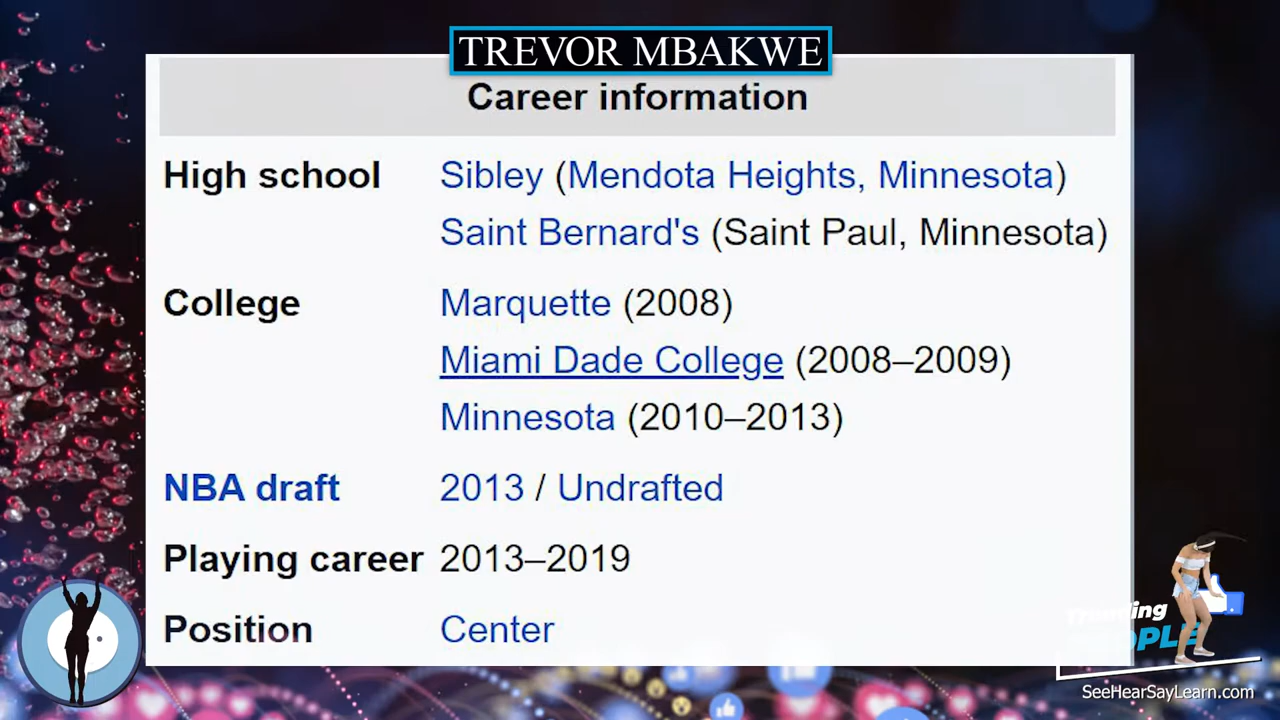 TREVOR MBAKWE
Career information
High school Sibley (Mendota Heights, Minnesota)
Saint Bernard's (Saint Paul, Minnesota)
College Marquette (2008)
Miami Dade College (2008–2009)
Minnesota (2010–2013)
NBA draft 2013 / Undrafted
Playing career 2013–2019
Position Center
SeeHearSayLearn.com